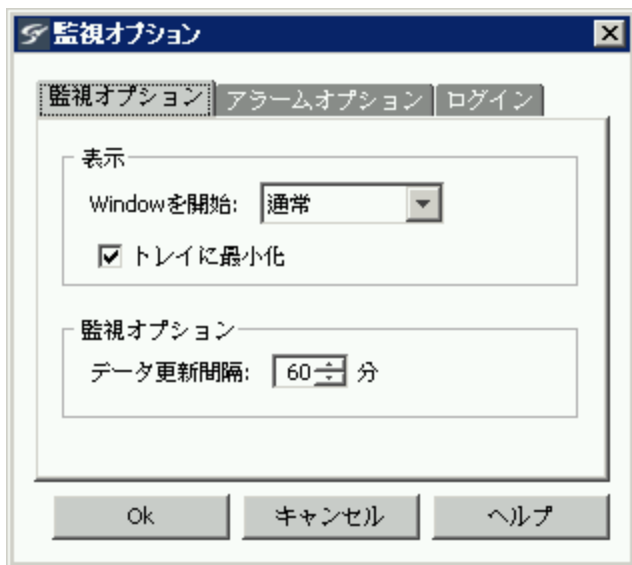 監視オプション
監視オプション アラームオプション ログイン
表示
Windowを開始: 通常
トレイに最小化
監視オプション
データ更新間隔: 60 分
Ok キャンセル ヘルプ